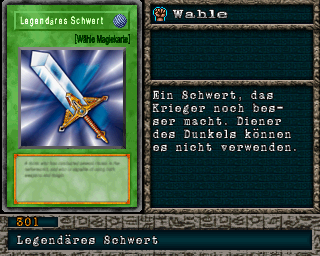 Legendäres Schwert
[Wähle Magiekarte]
Wahle
Ein Schwert, das
Krieger noch bes-
ser macht. Diener
des Dunkels können
es nicht verwenden.
301
Legendäres Schwert